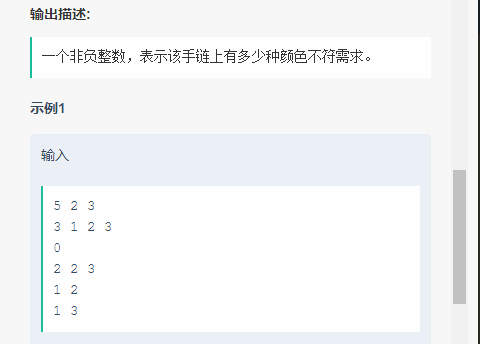 输出描述:
一个非负整数，表示该手链上有多少种颜色不符需求。
示例1
输入
5 2 3
3 1 2 3
0
2 2 3
1 2
1 3